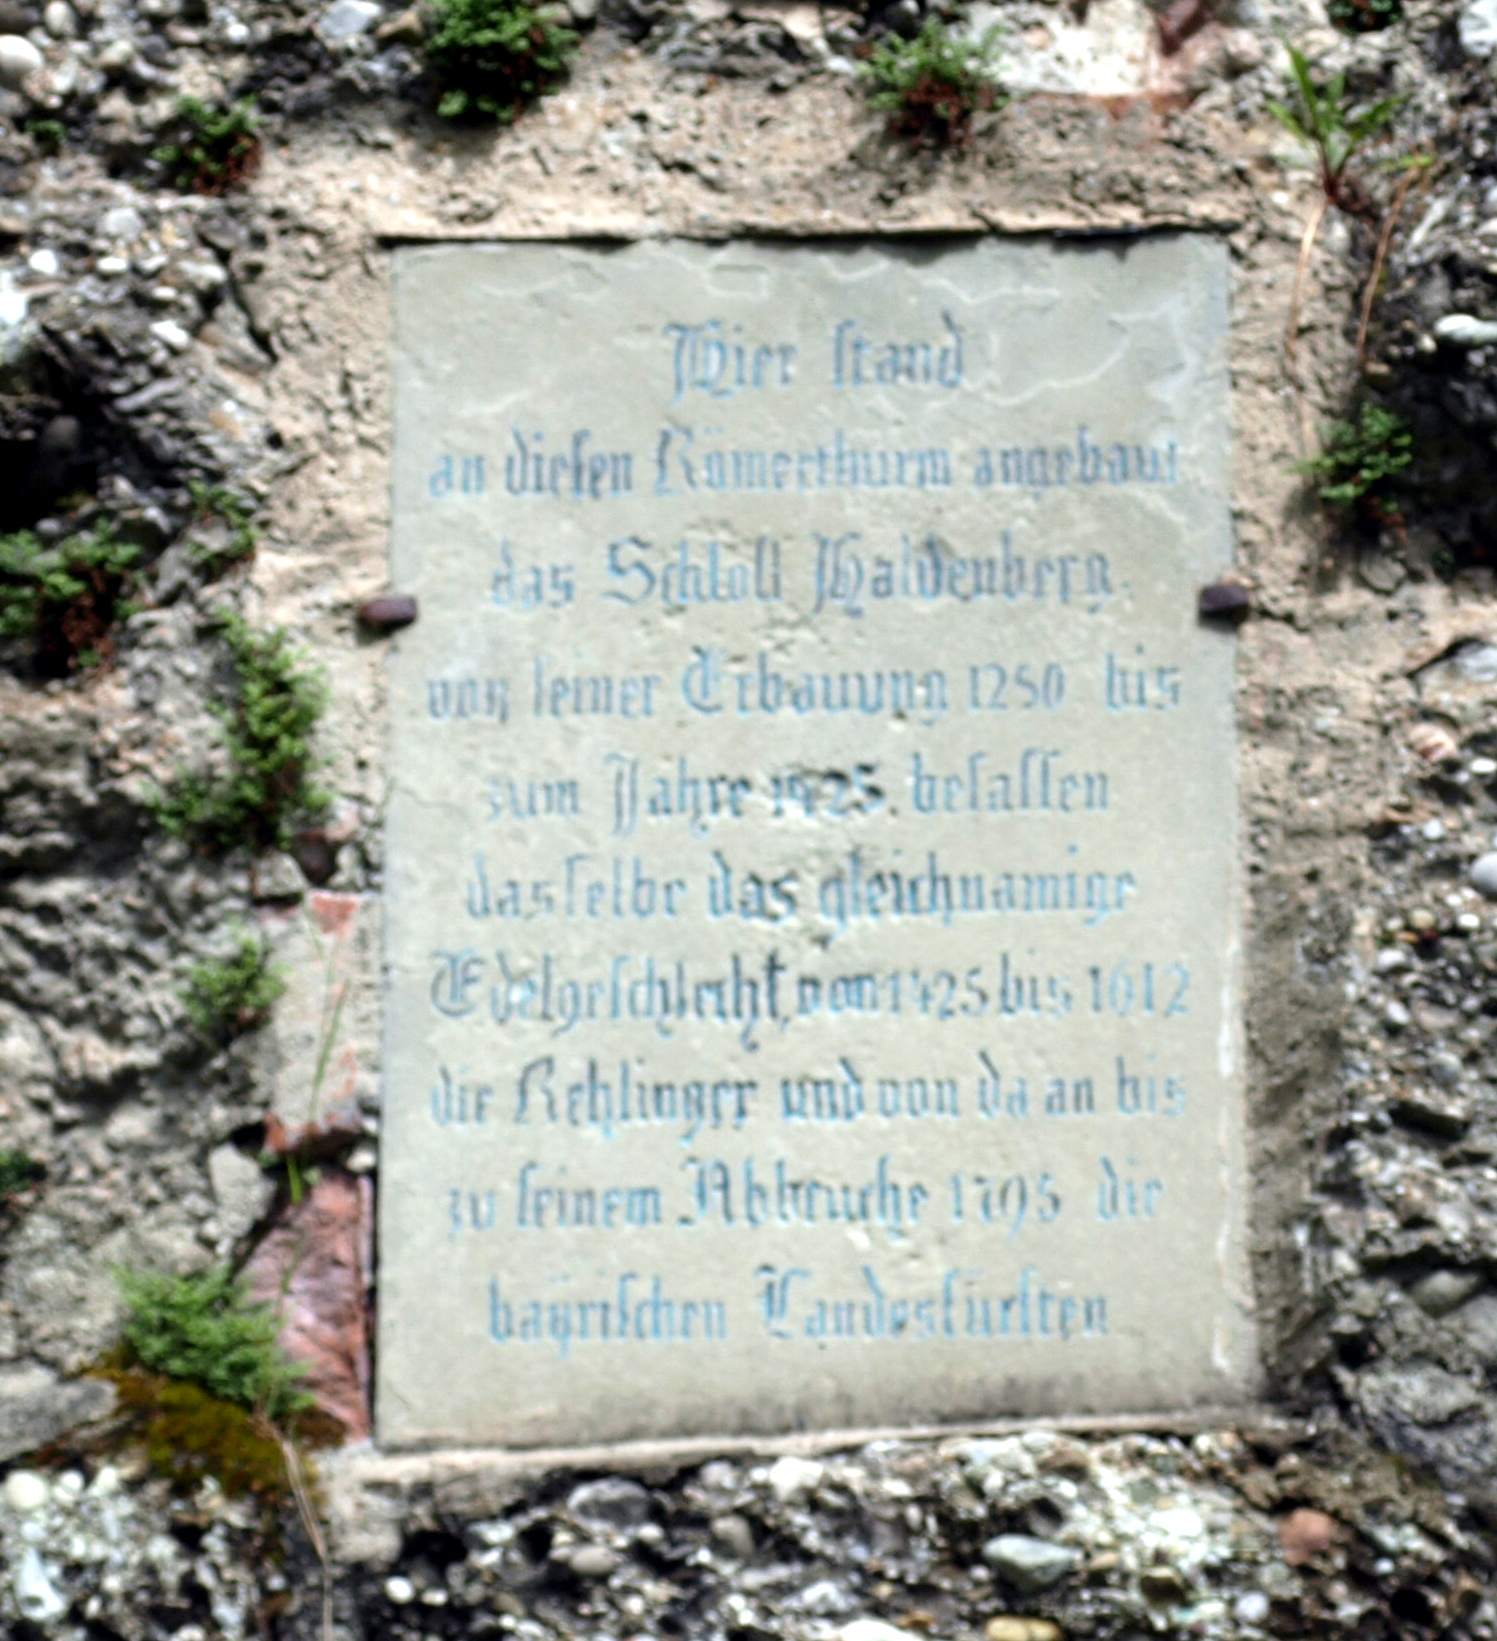 Hier stand
an diesen Römerthurm angebaut
das Schloß Haldenberg.
von seiner Erbauung 1250 bis
zum Jahre 1425 besassen
dasselbe das gleichnamige
Edelgeschlecht, von 1425 bis 1612
die Rehlinger und von da an bis
zu seinem Abbruche 1795 die
bayrischen Landesfürsten